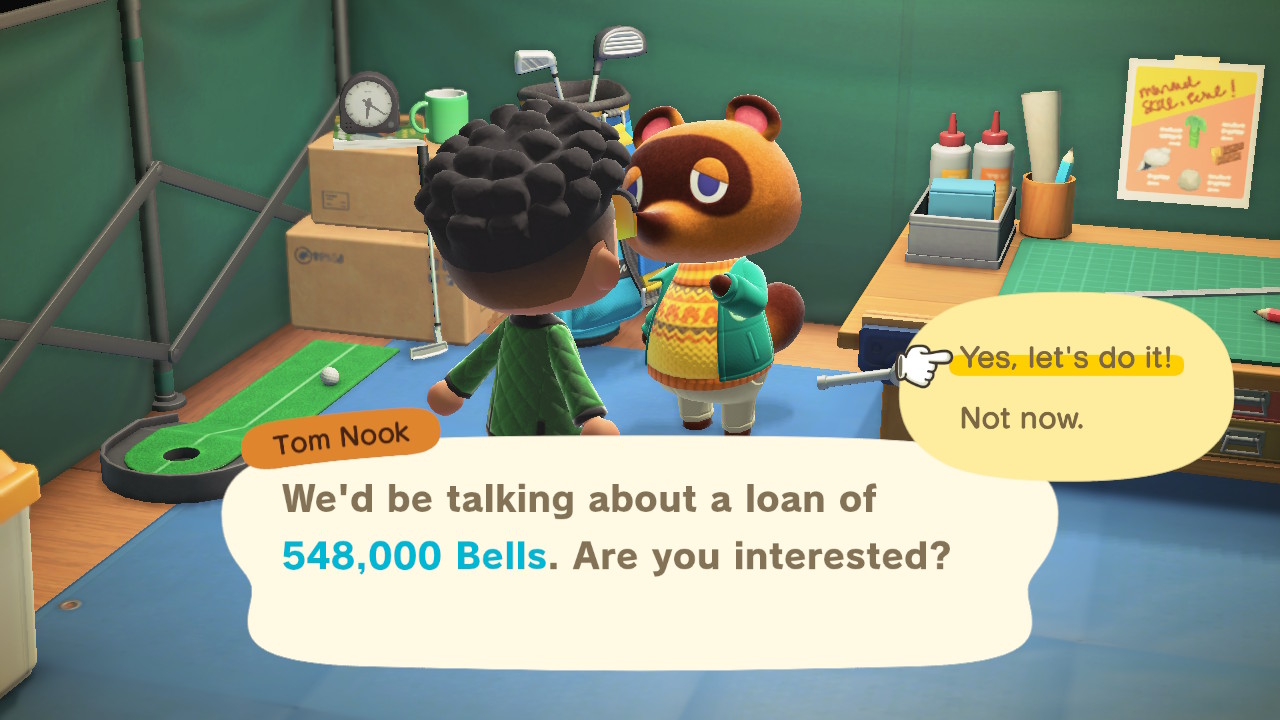 Yes, let's do it!
Not now.
Tom Nook
We'd be talking about a loan of
548,000 Bells. Are you interested?